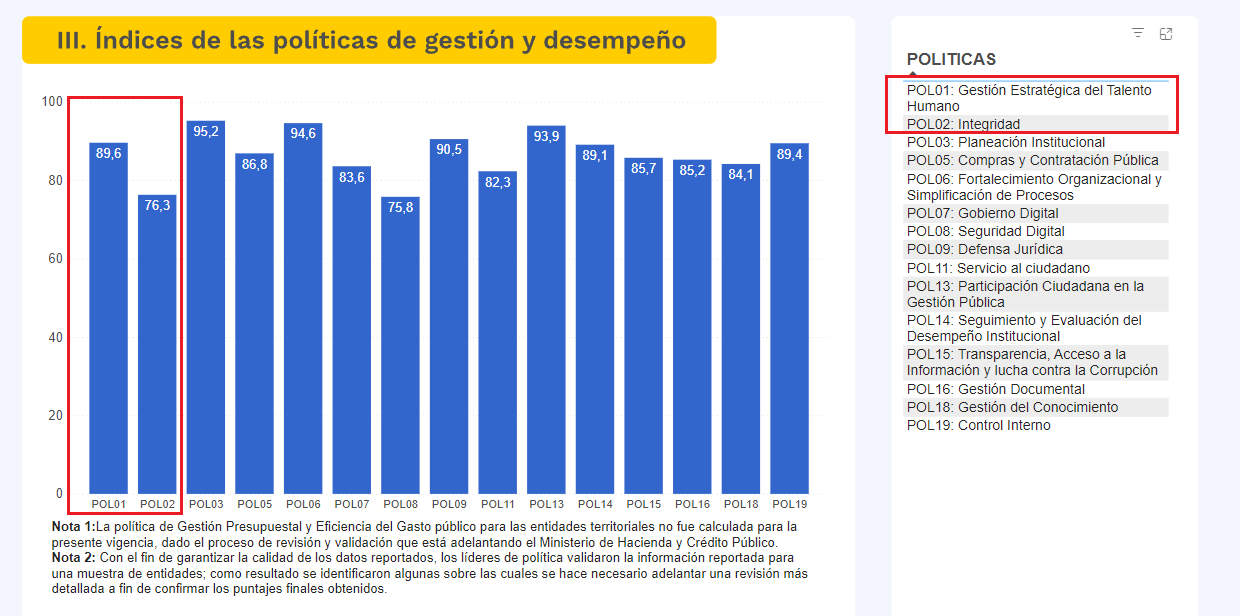 III. Índices de las políticas de gestión y desempeño
100
80
60
40
20
0
89,6
76,3
95,2
86,8
94,6
83,6
75,8
90,5
82,3
93,9
89,1
85,7
85,2
84,1
89,4
POL01 POL02 POL03 POL05 POL06 POL07 POL08 POL09 POL11 POL13 POL14 POL15 POL16 POL18 POL19
Nota 1:La política de Gestión Presupuestal y Eficiencia del Gasto público para las entidades territoriales no fue calculada para la
presente vigencia, dado el proceso de revisión y validación que está adelantando el Ministerio de Hacienda y Crédito Público.
Nota 2: Con el fin de garantizar la calidad de los datos reportados, los líderes de política validaron la información reportada para
una muestra de entidades; como resultado se identificaron algunas sobre las cuales se hace necesario adelantar una revisión más
detallada a fin de confirmar los puntajes finales obtenidos.
POLITICAS
POL01: Gestión Estratégica del Talento
Humano
POL02: Integridad
POL03: Planeación Institucional
POL05: Compras y Contratación Pública
POL06: Fortalecimiento Organizacional y
Simplificación de Procesos
POL07: Gobierno Digital
POL08: Seguridad Digital
POL09: Defensa Jurídica
POL11: Servicio al ciudadano
POL13: Participación Ciudadana en la
Gestión Pública
POL14: Seguimiento y Evaluación del
Desempeño Institucional
POL15: Transparencia, Acceso a la
Información y lucha contra la Corrupción
POL16: Gestión Documental
POL18: Gestión del Conocimiento
POL19: Control Interno